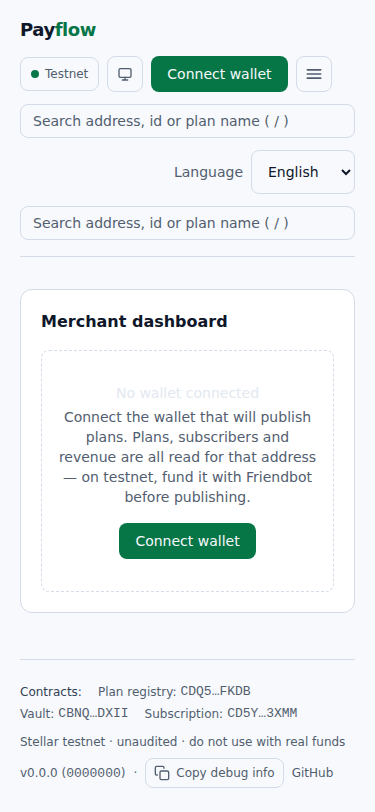 Payflow
Testnet
Connect wallet
Search address, id or plan name ( / )
Language English
Search address, id or plan name ( / )
Merchant dashboard
No wallet connected
Connect the wallet that will publish
plans. Plans, subscribers and
revenue are all read for that address
— on testnet, fund it with Friendbot
before publishing.
Connect wallet
Contracts: Plan registry: CDQ5…FKDB
Vault: CBNQ…DXII Subscription: CD5Y…3XMM
Stellar testnet · unaudited · do not use with real funds
v0.0.0 (0000000) · Copy debug info GitHub